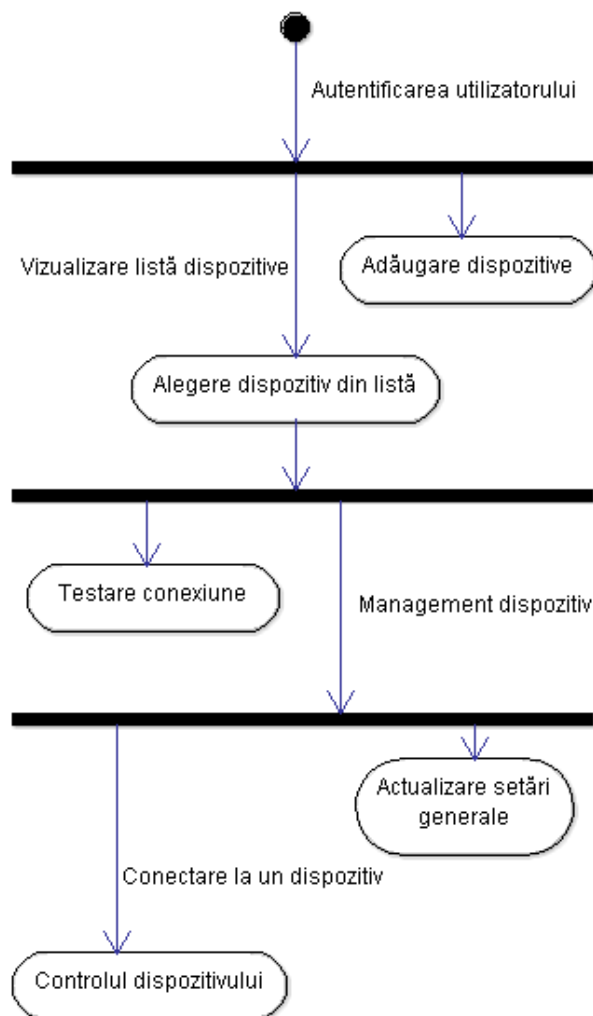 Autentificarea utilizatorului
Vizualizare listă dispozitive
Adăugare dispozitive
Alegere dispozitiv din listă
Testare conexiune
Management dispozitiv
Actualizare setări
generale
Conectare la un dispozitiv
Controlul dispozitivului